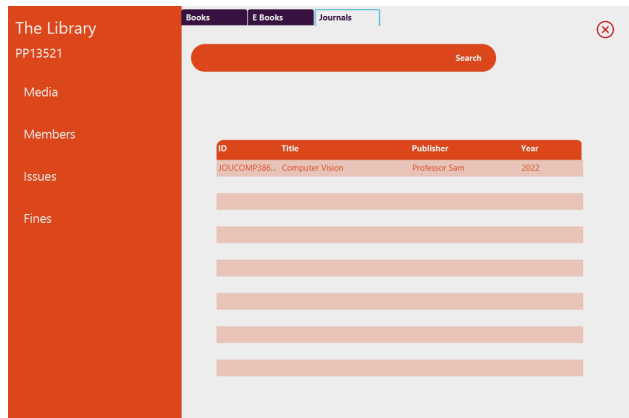 The Library
PP13521
Media
Members
Issues
Fines
Books E Books Journals
Search
ID Title Publisher Year
JOUCOMP386... Computer Vision Professor Sam 2022